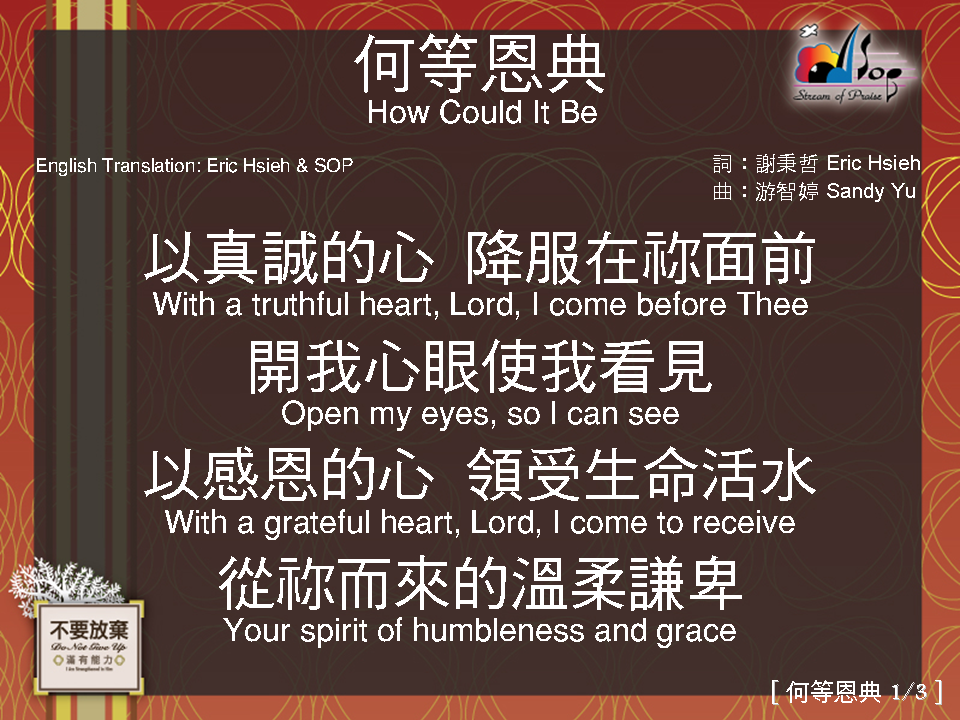 何等恩典
How Could It Be
Sop
Stream of Praise
English Translation: Eric Hsieh & SOP
詞：謝秉哲 Eric Hsieh
曲：游智婷 Sandy Yu
以真誠的心 降服在祢面前
With a truthful heart, Lord, I come before Thee
開我心眼使我看見
Open my eyes, so I can see
以感恩的心 領受生命活水
With a grateful heart, Lord, I come to receive
從祢而來的溫柔謙卑
Your spirit of humbleness and grace
不要放棄
Do Not Give Up
滿有能力
I Am Strengthened in Him
[ 何等恩典 1/3 ]